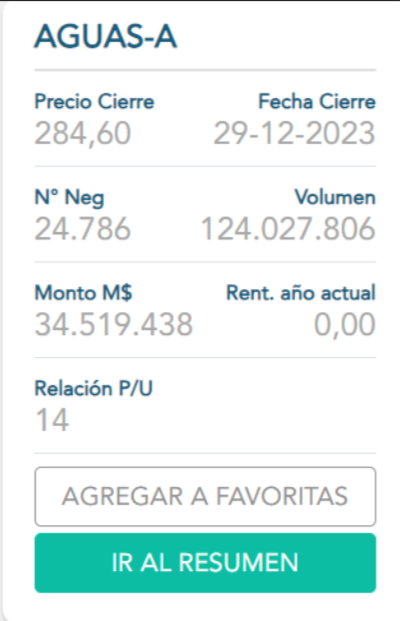 AGUAS-A
Precio Cierre Fecha Cierre
284,60 29-12-2023
N° Neg Volumen
24.786 124.027.806
Monto M$ Rent. año actual
34.519.438 0,00
Relación P/U
14
AGREGAR A FAVORITAS
IR AL RESUMEN